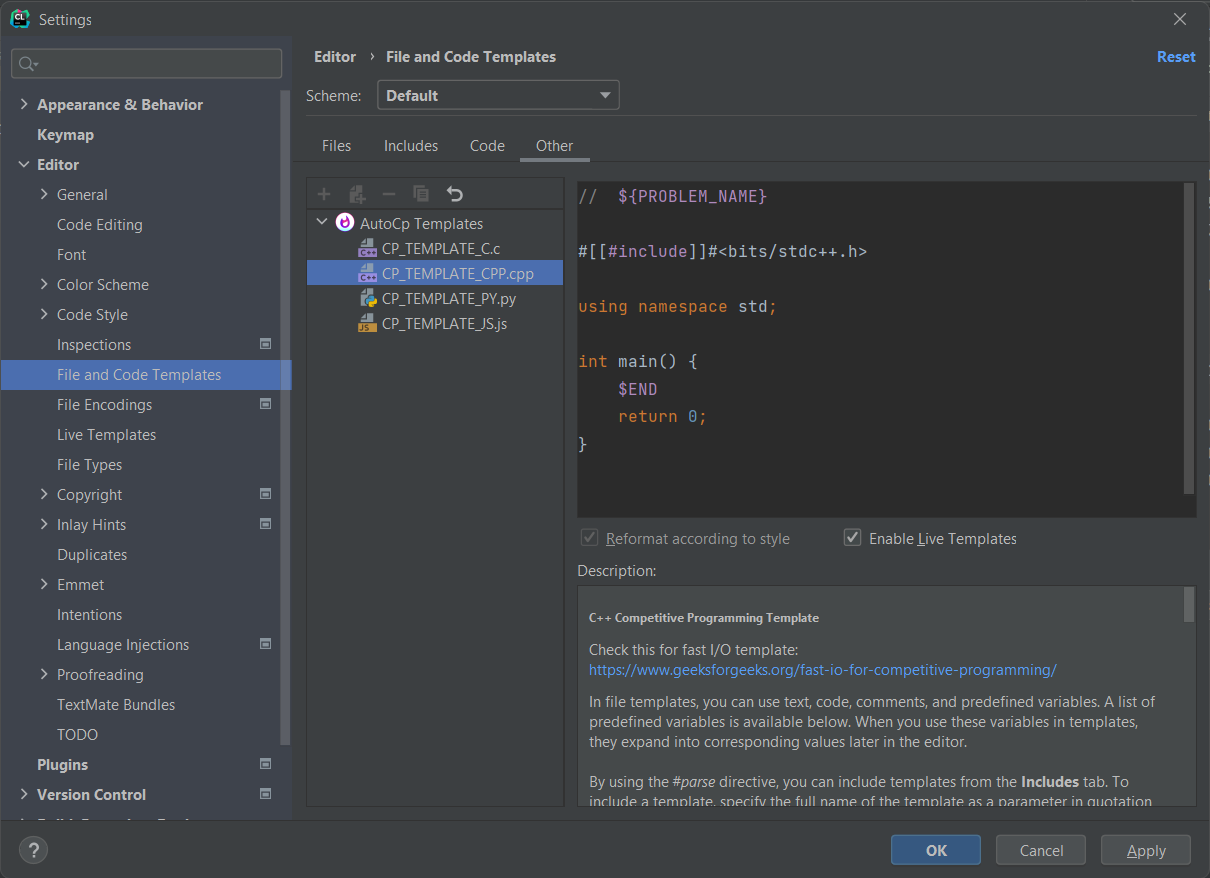 CL
Settings
Appearance & Behavior
Keymap
Editor
General
Code Editing
Font
Color Scheme
Code Style
Inspections
File and Code Templates
File Encodings
Live Templates
File Types
Copyright
Inlay Hints
Duplicates
Emmet
Intentions
Language Injections
Proofreading
TextMate Bundles
TODO
Plugins
Version Control
Editor › File and Code Templates
Reset
Scheme: Default
Files Includes Code Other
AutoCp Templates
CP_TEMPLATE_C.c
CP_TEMPLATE_CPP.cpp
CP_TEMPLATE_PY.py
CP_TEMPLATE_JS.js
//  ${PROBLEM_NAME}
#[[#include]]#<bits/stdc++.h>
using namespace std;
int main() {
    $END
    return 0;
}
Reformat according to style
Enable Live Templates
Description:
C++ Competitive Programming Template
Check this for fast I/O template:
https://www.geeksforgeeks.org/fast-io-for-competitive-programming/
In file templates, you can use text, code, comments, and predefined variables. A list of
predefined variables is available below. When you use these variables in templates,
they expand into corresponding values later in the editor.
By using the #parse directive, you can include templates from the Includes tab. To
include a template, specify the full name of the template as a parameter in quotation
?
OK
Cancel
Apply